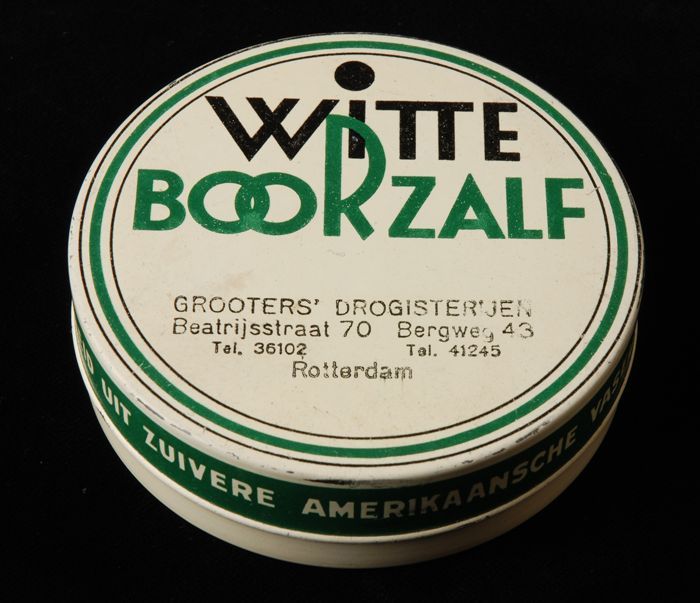 WiTTE
BOORZALF
GROOTERS' DROGISTERIJEN
Beatrijsstraat 70 Bergweg 43
Tel. 36102 Tel. 41245
Rotterdam
UIT ZUIVERE AMERIKAANSCHE